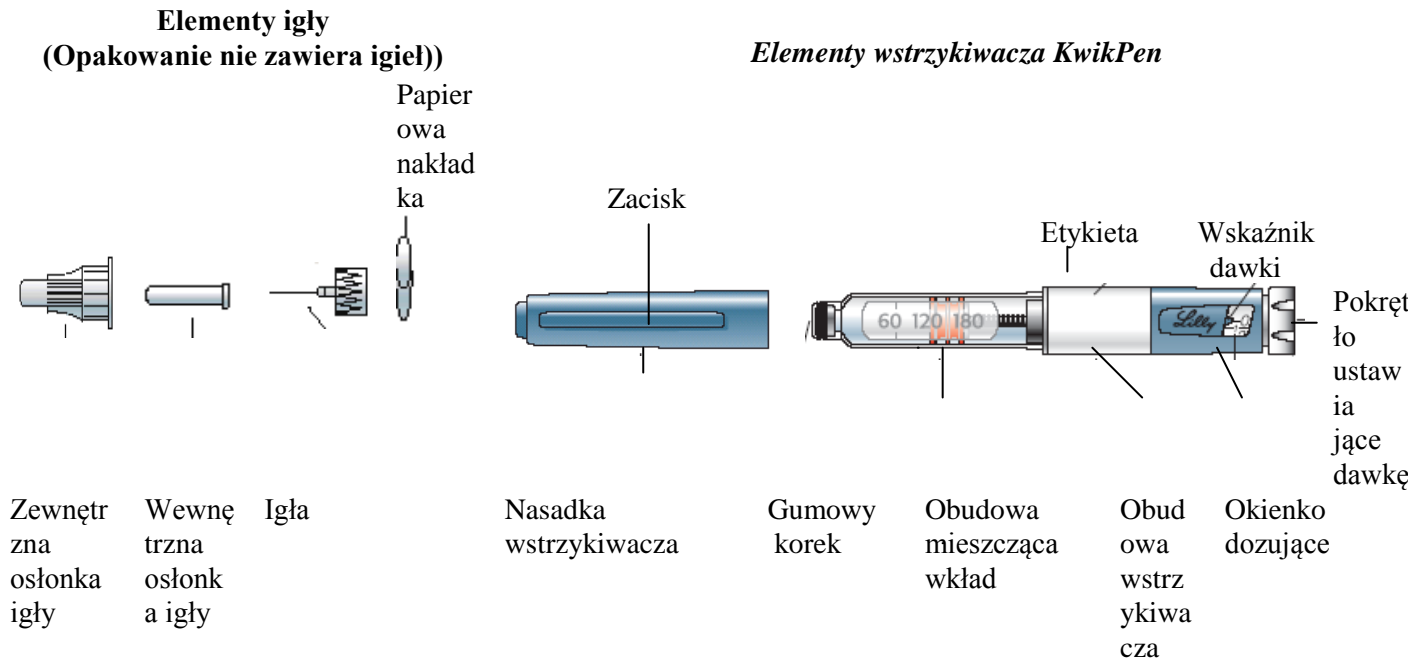 Elementy igły
(Opakowanie nie zawiera igieł))
Elementy wstrzykiwacza KwikPen
Papier
owa
nakład
ka
Zacisk
Etykieta
Wskaźnik
dawki
Pokręt
ło
ustaw
ia
jące
dawkę
60 120 180
Lilly
Zewnętr
zna
osłonka
igły
Wewnę
trzna
osłonk
a igły
Igła
Nasadka
wstrzykiwacza
Gumowy
korek
Obudowa
mieszcząca
wkład
Obud
owa
wstrz
ykiwa
cza
Okienko
dozujące